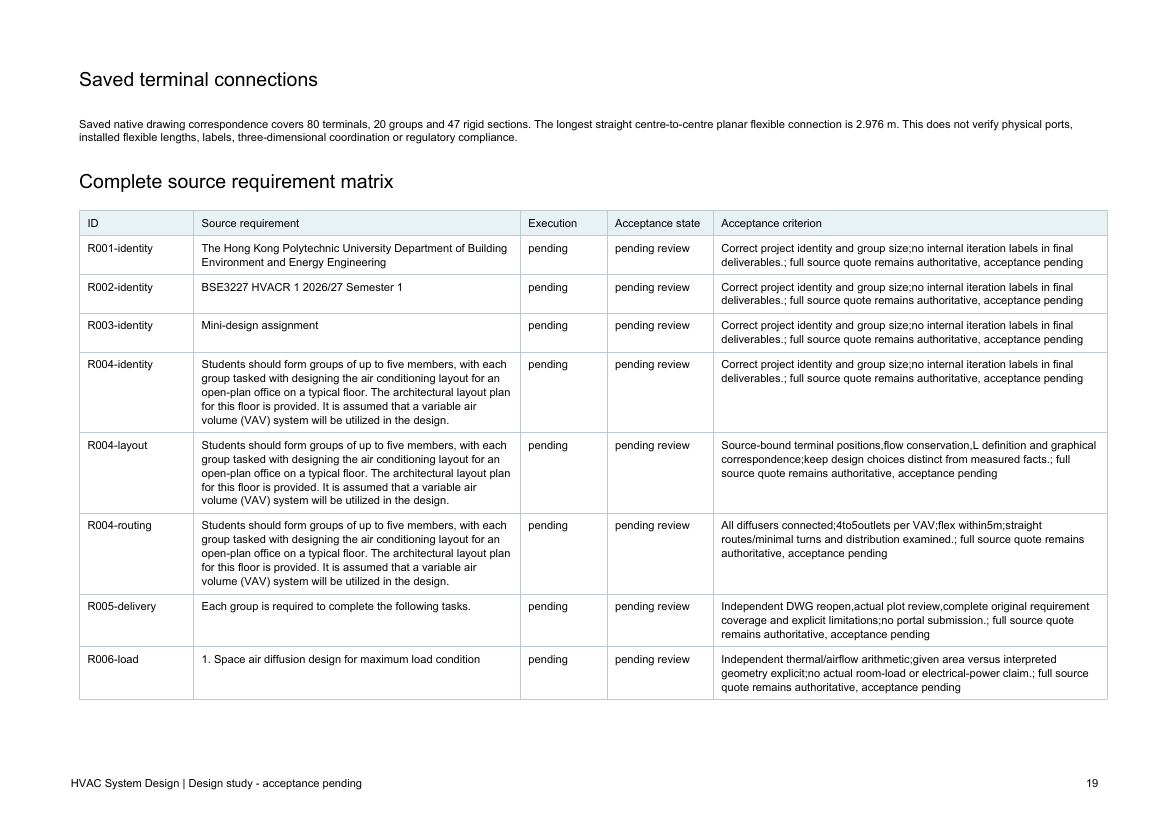 Saved terminal connections
Saved native drawing correspondence covers 80 terminals, 20 groups and 47 rigid sections. The longest straight centre-to-centre planar flexible connection is 2.976 m. This does not verify physical ports,
installed flexible lengths, labels, three-dimensional coordination or regulatory compliance.
Complete source requirement matrix
ID Source requirement Execution Acceptance state Acceptance criterion
R001-identity The Hong Kong Polytechnic University Department of Building pending pending review Correct project identity and group size;no internal iteration labels in final
Environment and Energy Engineering deliverables.; full source quote remains authoritative, acceptance pending
R002-identity BSE3227 HVACR 1 2026/27 Semester 1 pending pending review Correct project identity and group size;no internal iteration labels in final
deliverables.; full source quote remains authoritative, acceptance pending
R003-identity Mini-design assignment pending pending review Correct project identity and group size;no internal iteration labels in final
deliverables.; full source quote remains authoritative, acceptance pending
R004-identity Students should form groups of up to five members, with each pending pending review Correct project identity and group size;no internal iteration labels in final
group tasked with designing the air conditioning layout for an deliverables.; full source quote remains authoritative, acceptance pending
open-plan office on a typical floor. The architectural layout plan
for this floor is provided. It is assumed that a variable air
volume (VAV) system will be utilized in the design.
R004-layout Students should form groups of up to five members, with each pending pending review Source-bound terminal positions,flow conservation,L definition and graphical
group tasked with designing the air conditioning layout for an correspondence;keep design choices distinct from measured facts.; full
open-plan office on a typical floor. The architectural layout plan source quote remains authoritative, acceptance pending
for this floor is provided. It is assumed that a variable air
volume (VAV) system will be utilized in the design.
R004-routing Students should form groups of up to five members, with each pending pending review All diffusers connected;4to5outlets per VAV;flex within5m;straight
group tasked with designing the air conditioning layout for an routes/minimal turns and distribution examined.; full source quote remains
open-plan office on a typical floor. The architectural layout plan authoritative, acceptance pending
for this floor is provided. It is assumed that a variable air
volume (VAV) system will be utilized in the design.
R005-delivery Each group is required to complete the following tasks. pending pending review Independent DWG reopen,actual plot review,complete original requirement
coverage and explicit limitations;no portal submission.; full source quote
remains authoritative, acceptance pending
R006-load 1. Space air diffusion design for maximum load condition pending pending review Independent thermal/airflow arithmetic;given area versus interpreted
geometry explicit;no actual room-load or electrical-power claim.; full source
quote remains authoritative, acceptance pending
HVAC System Design | Design study - acceptance pending 19